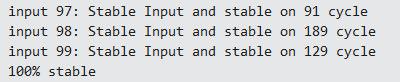 input 97: Stable Input and stable on 91 cycle
input 98: Stable Input and stable on 189 cycle
input 99: Stable Input and stable on 129 cycle
100% stable